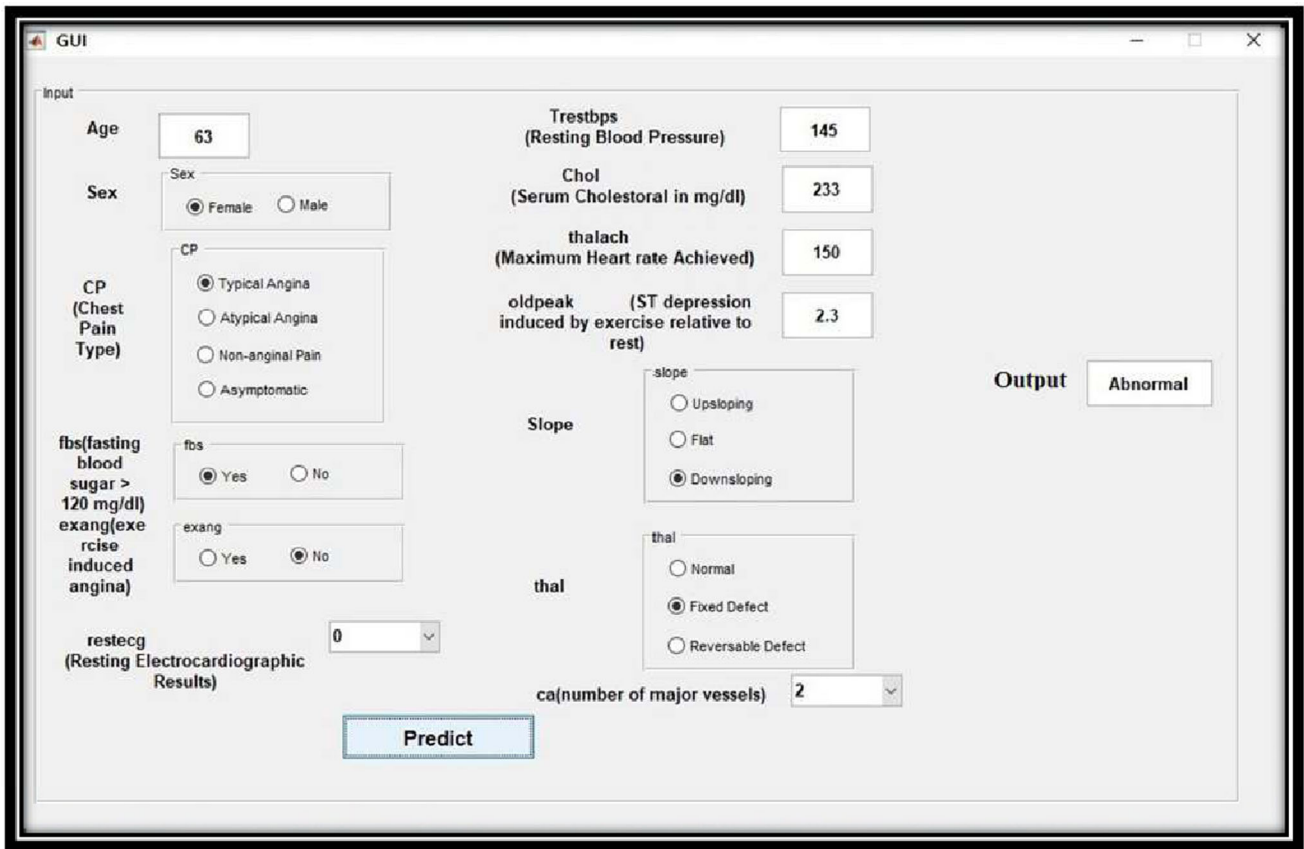 GUI
Input
Age
63
Sex
Sex
Female
Male
CP
(Chest
Pain
Type)
CP
Typical Angina
Atypical Angina
Non-anginal Pain
Asymptomatic
fbs(fasting
blood
sugar >
120 mg/dl)
fbs
Yes
No
exang(exe
rcise
induced
angina)
exang
Yes
No
restecg
(Resting Electrocardiographic
Results)
0
Trestbps
(Resting Blood Pressure)
145
Chol
(Serum Cholestoral in mg/dl)
233
thalach
(Maximum Heart rate Achieved)
150
oldpeak (ST depression
induced by exercise relative to
rest)
2.3
Slope
slope
Upsloping
Flat
Downsloping
thal
thal
Normal
Fixed Defect
Reversable Defect
ca(number of major vessels)
2
Predict
Output
Abnormal